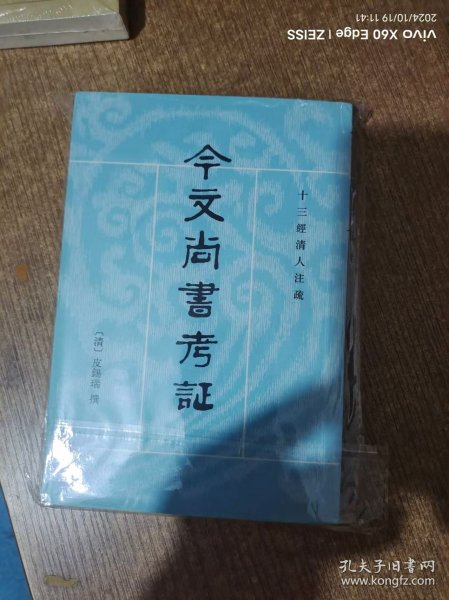 vivo X60 Edge | ZEISS
2024/10/19 11:41
十三經清人注疏
今文尚書考証
〔清〕皮錫瑞 撰
孔夫子旧书网
www.kongfz.com